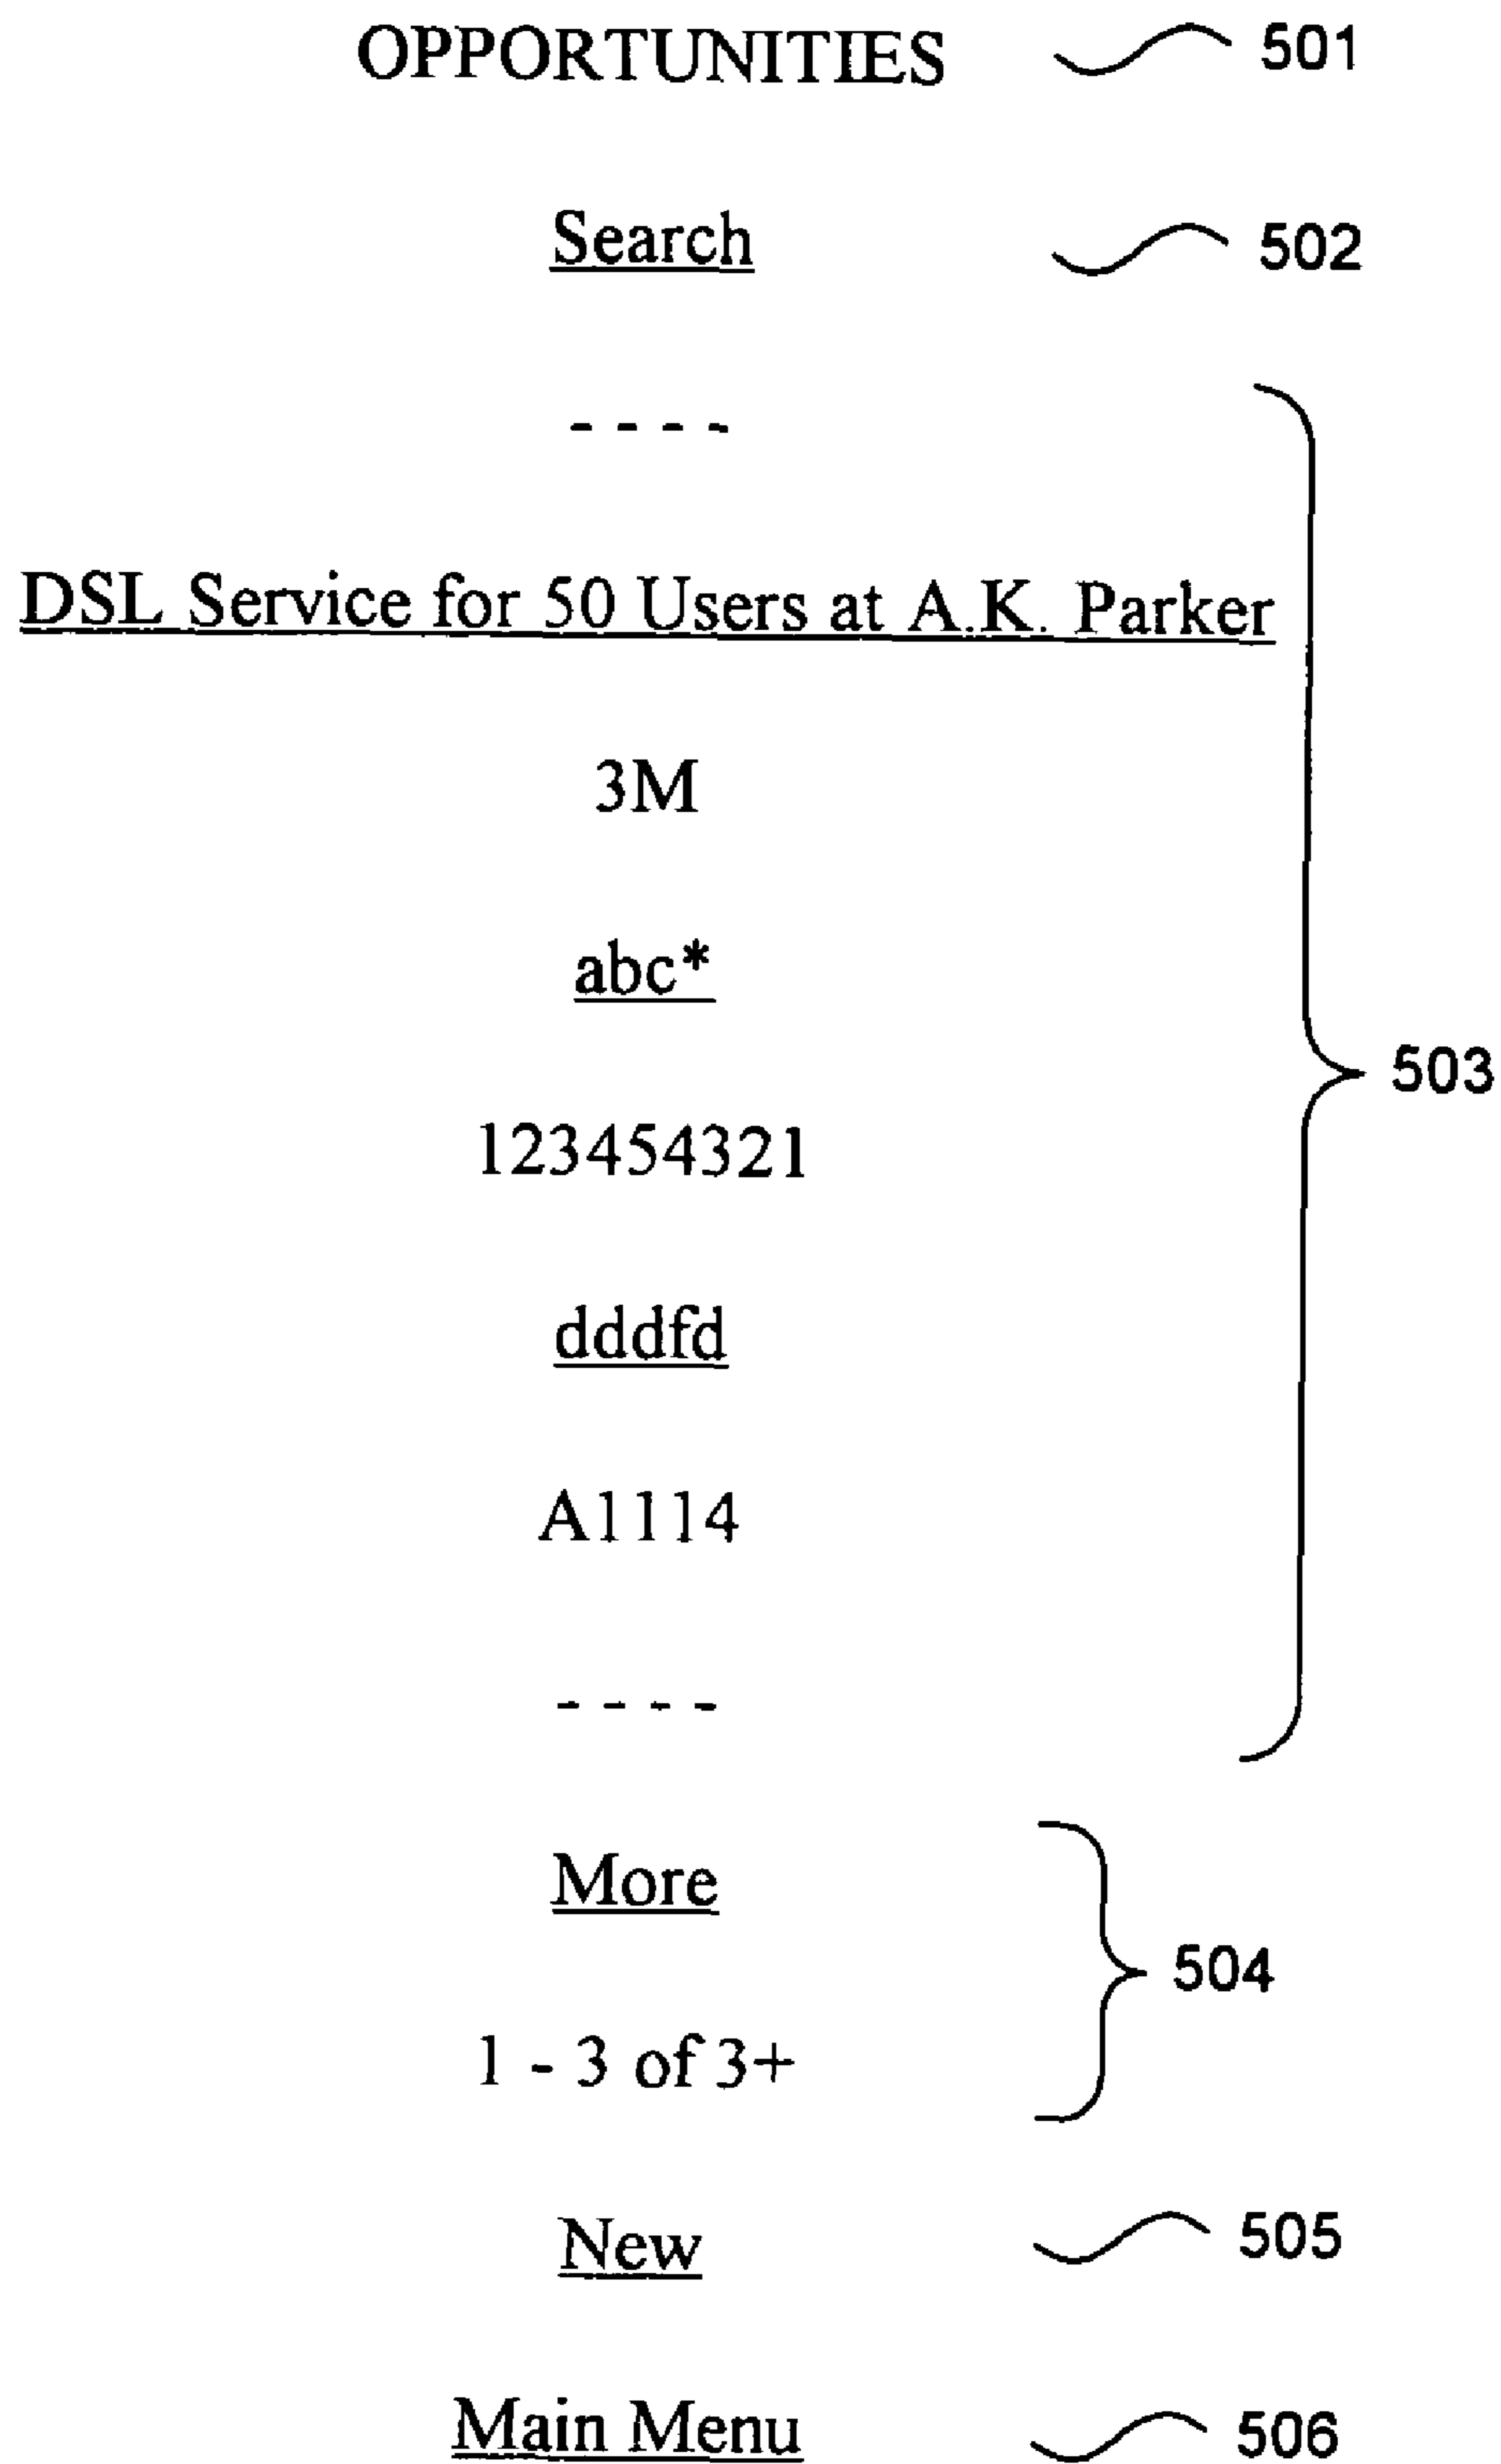 OPPORTUNITIES 501
Search 502
- - - -
DSL Service for 50 Users at A.K. Parker
3M
abc*
503
123454321
dddfd
A1114
- - - -
More
504
1 - 3 of 3+
New 505
Main Menu 506